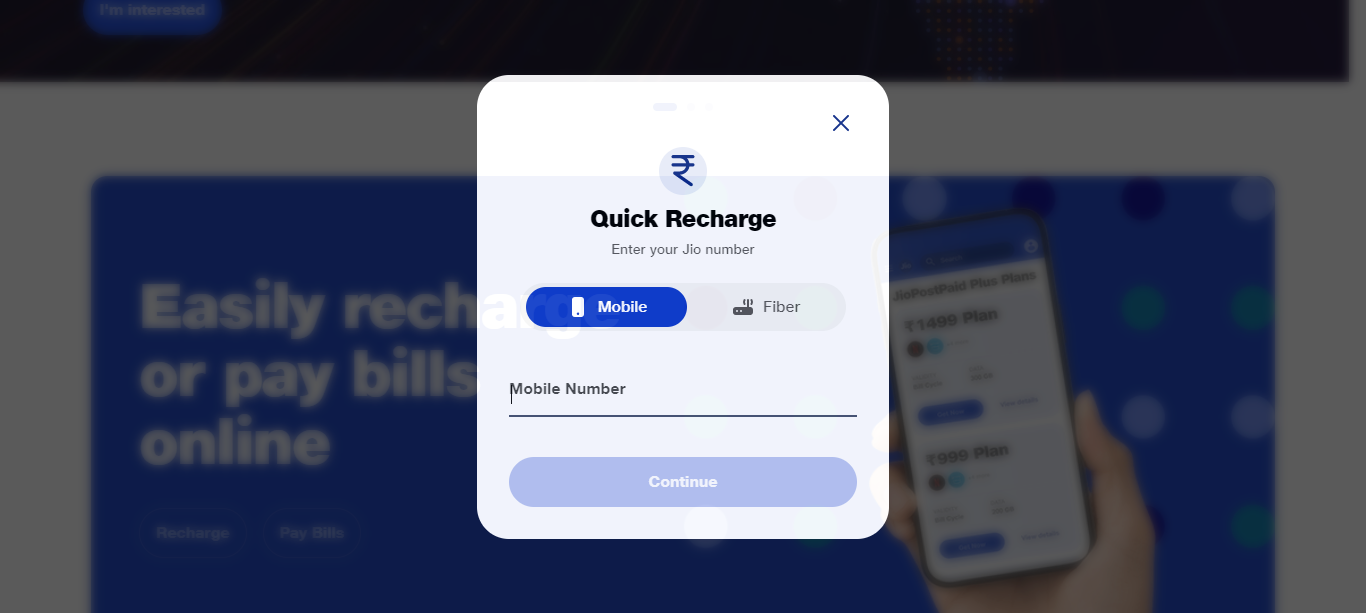 I'm interested
₹
Quick Recharge
Enter your Jio number
Mobile
Fiber
Mobile Number
Continue
Easily recharge
or pay bills
online
Recharge
Pay Bills
Search
JioPostPaid Plus Plans
₹1499 Plan
₹999 Plan